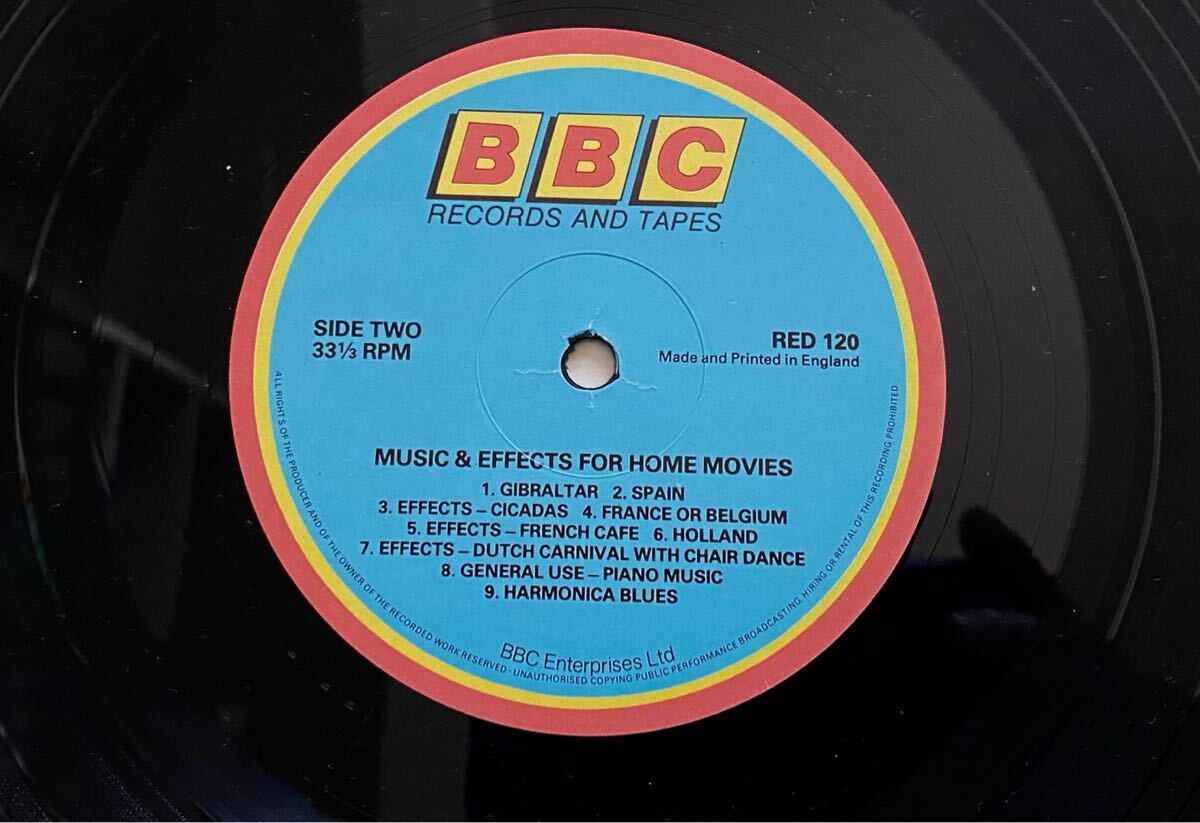 BBC
RECORDS AND TAPES
SIDE TWO
33⅓ RPM
RED 120
Made and Printed in England
MUSIC & EFFECTS FOR HOME MOVIES
1. GIBRALTAR 2. SPAIN
3. EFFECTS – CICADAS 4. FRANCE OR BELGIUM
5. EFFECTS – FRENCH CAFE 6. HOLLAND
7. EFFECTS – DUTCH CARNIVAL WITH CHAIR DANCE
8. GENERAL USE – PIANO MUSIC
9. HARMONICA BLUES
BBC Enterprises Ltd
ALL RIGHTS OF THE PRODUCER AND OF THE OWNER OF THE RECORDED WORK RESERVED · UNAUTHORISED COPYING PUBLIC PERFORMANCE BROADCASTING, HIRING OR RENTAL OF THIS RECORDING PROHIBITED